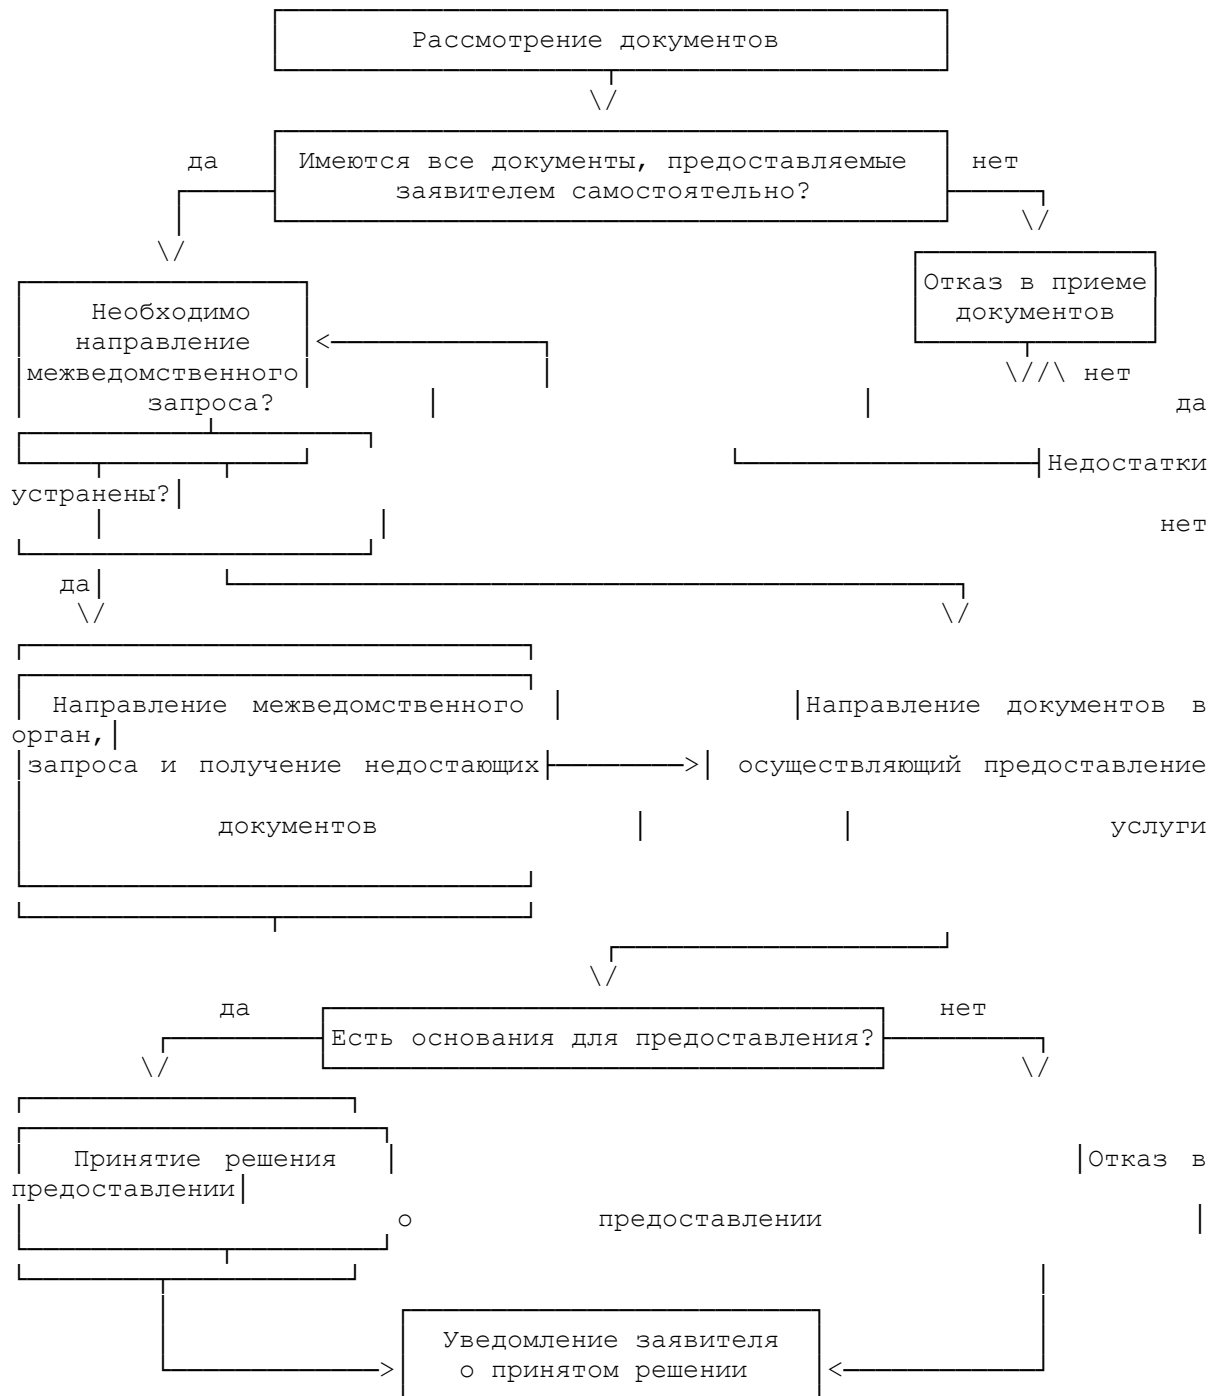 Рассмотрение документов
да Имеются все документы, предоставляемые нет
заявителем самостоятельно?
Отказ в приеме
Необходимо документов
направление
межведомственного нет
запроса? да
Недостатки
устранены?
нет
да
Направление межведомственного Направление документов в
орган,
запроса и получение недостающих осуществляющий предоставление
документов услуги
да нет
Есть основания для предоставления?
Принятие решения Отказ в
предоставлении
о предоставлении
Уведомление заявителя
о принятом решении